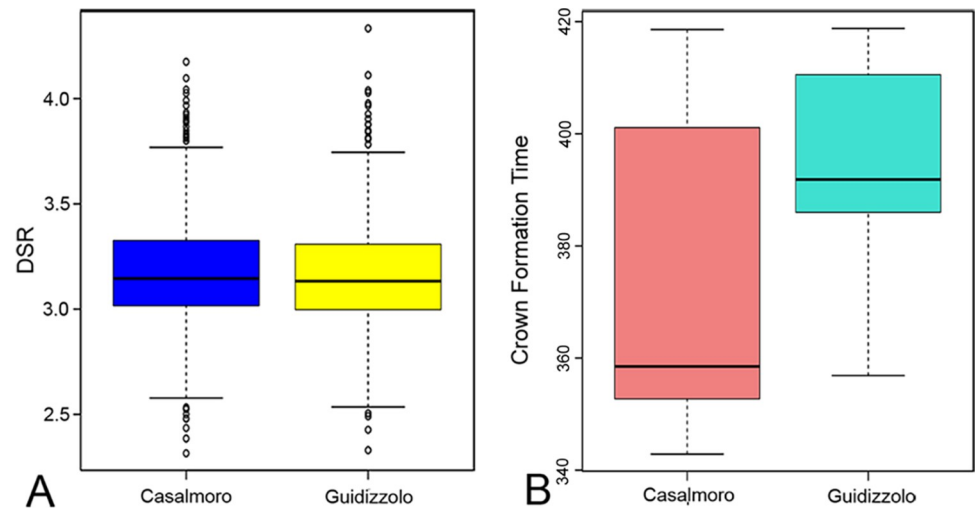 DSR
4.0
3.5
3.0
2.5
Casalmoro Guidizzolo
A
Crown Formation Time
420
400
380
360
340
Casalmoro Guidizzolo
B